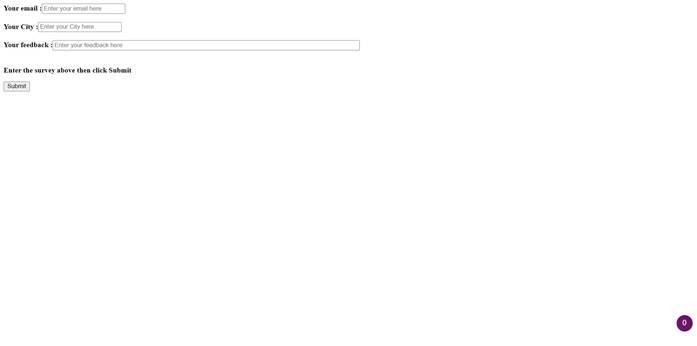 Your email : Enter your email here
Your City : Enter your City here
Your feedback : Enter your feedback here
Enter the survey above then click Submit
Submit
0